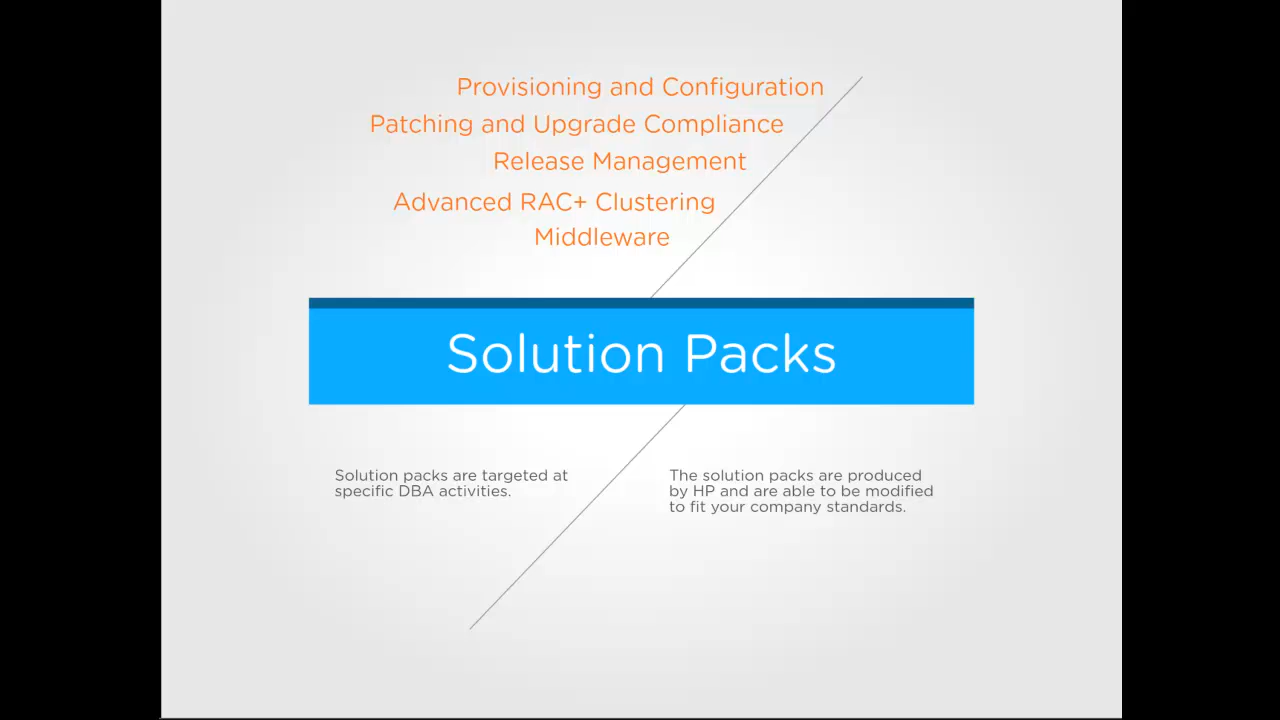 Provisioning and Configuration
Patching and Upgrade Compliance
Release Management
Advanced RAC+ Clustering
Middleware
Solution Packs
Solution packs are targeted at
specific DBA activities.
The solution packs are produced
by HP and are able to be modified
to fit your company standards.